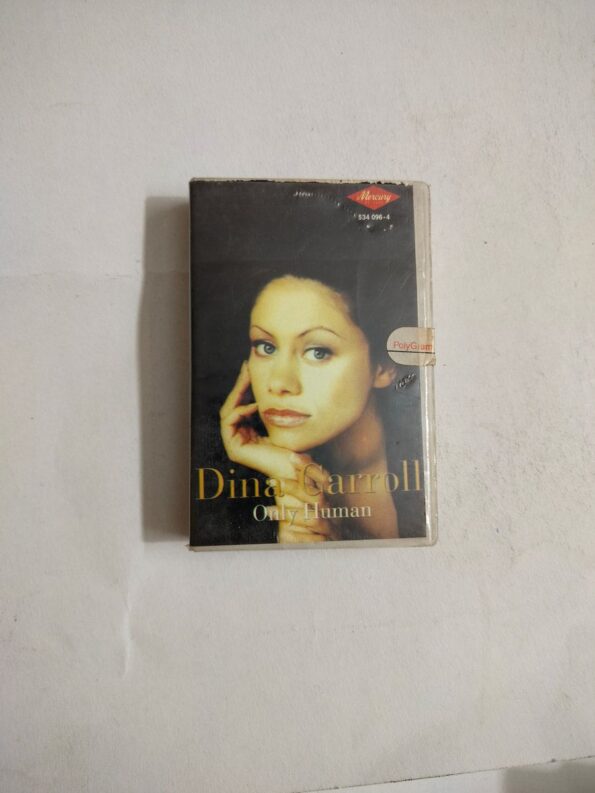 Mercury
534 096-4
PolyGram
Dina Carroll
Only Human